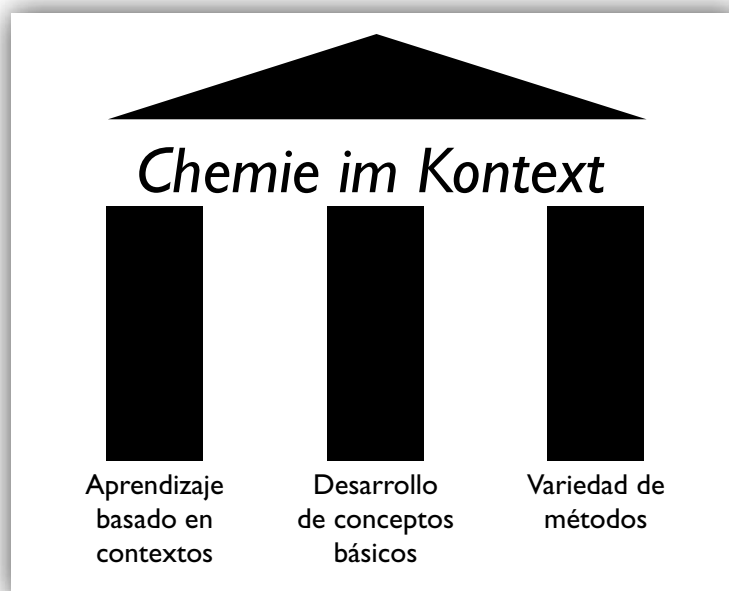 Chemie im Kontext
Aprendizaje
basado en
contextos
Desarrollo
de conceptos
básicos
Variedad de
métodos